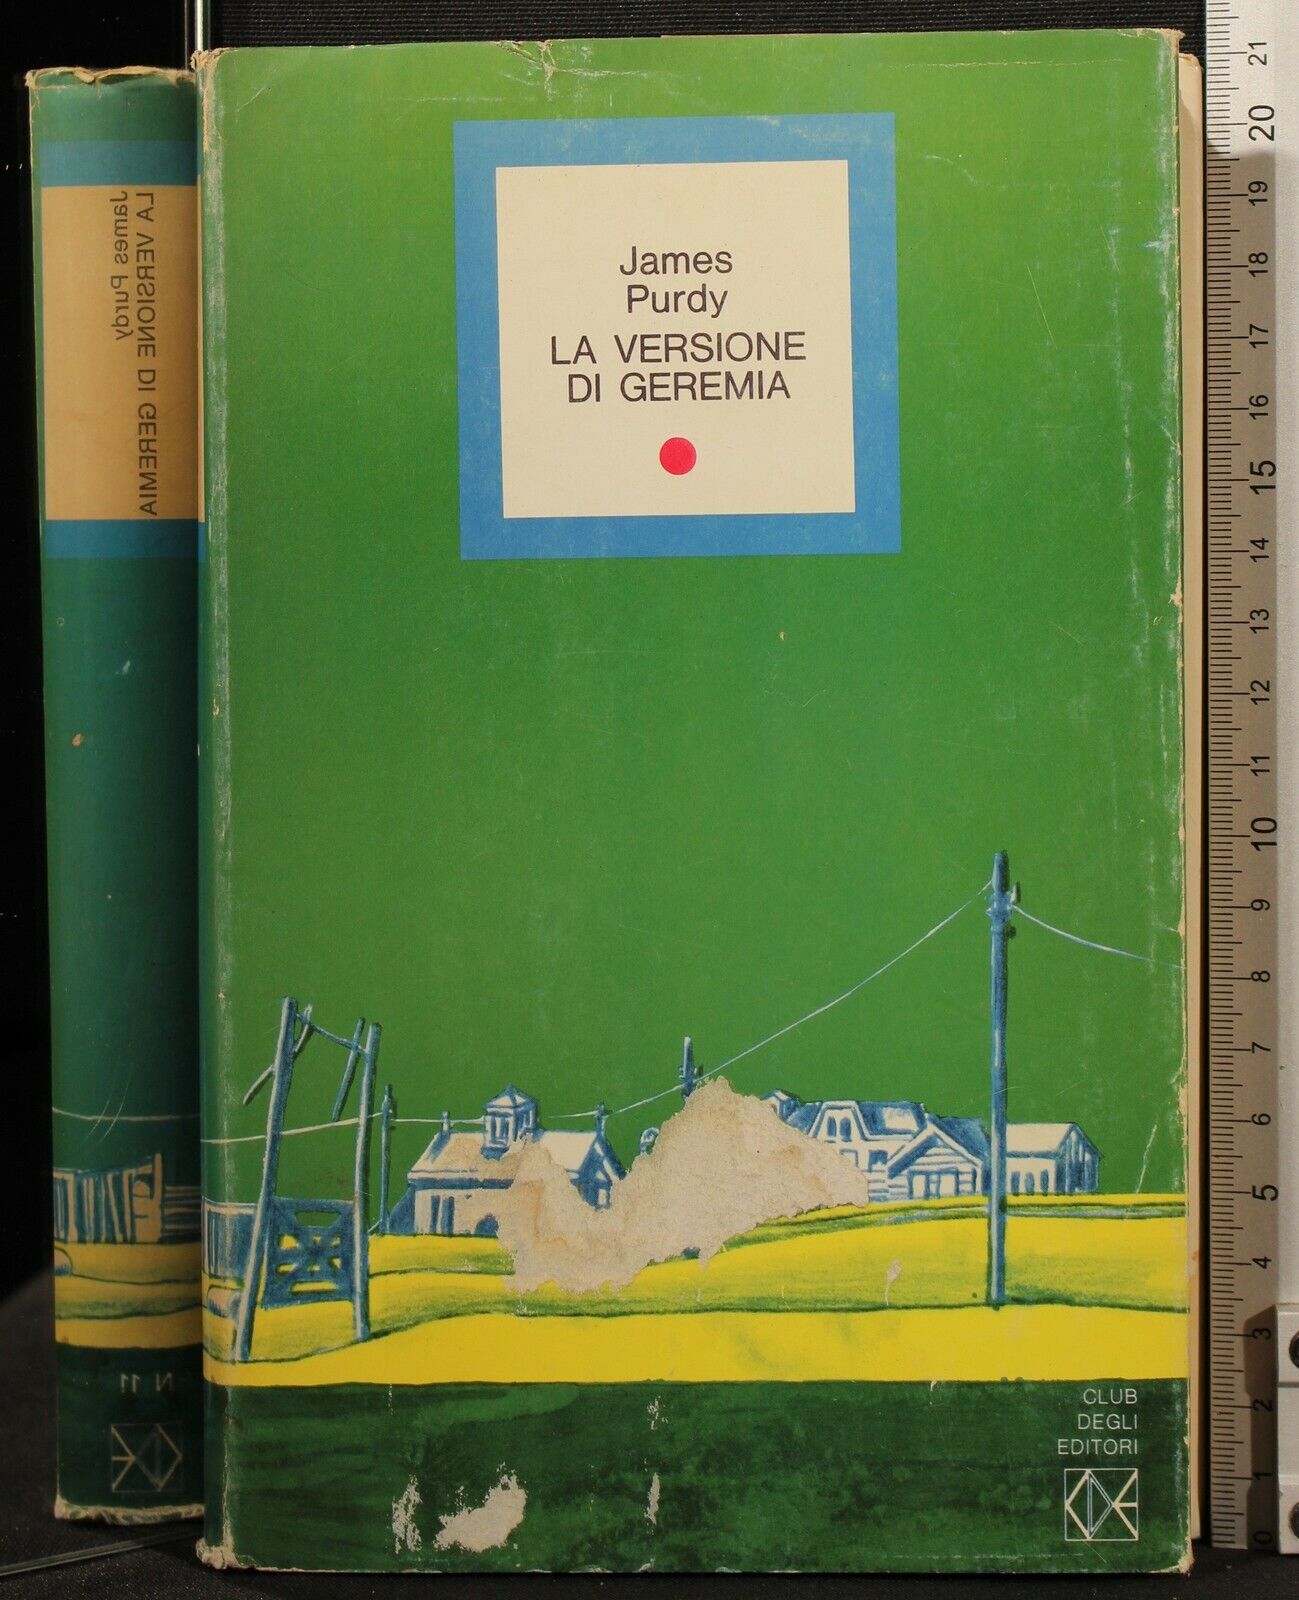 James
Purdy
LA VERSIONE
DI GEREMIA
CLUB
DEGLI
EDITORI
CDE
James Purdy
LA VERSIONE DI GEREMIA
N 11
CDE
21
20
19
18
17
16
15
14
13
12
11
10
9
8
7
6
5
4
3
2
1
0